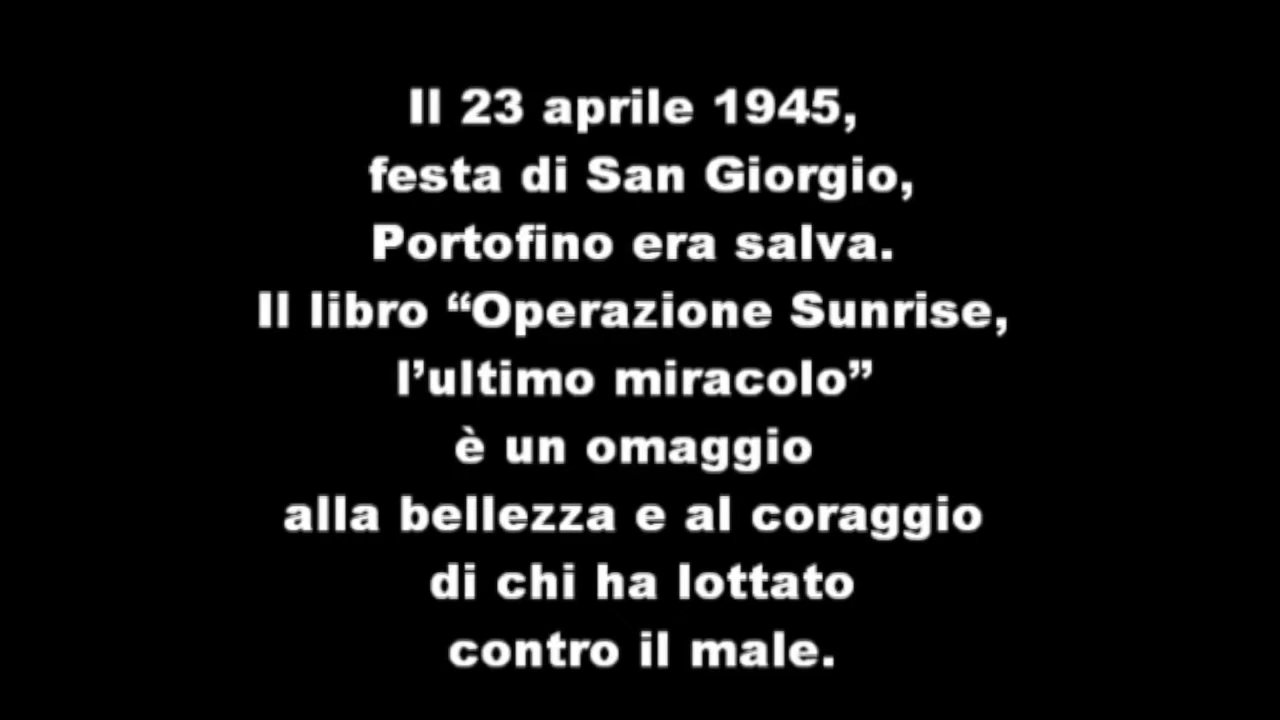 Il 23 aprile 1945,
festa di San Giorgio,
Portofino era salva.
Il libro “Operazione Sunrise,
l’ultimo miracolo”
è un omaggio
alla bellezza e al coraggio
di chi ha lottato
contro il male.